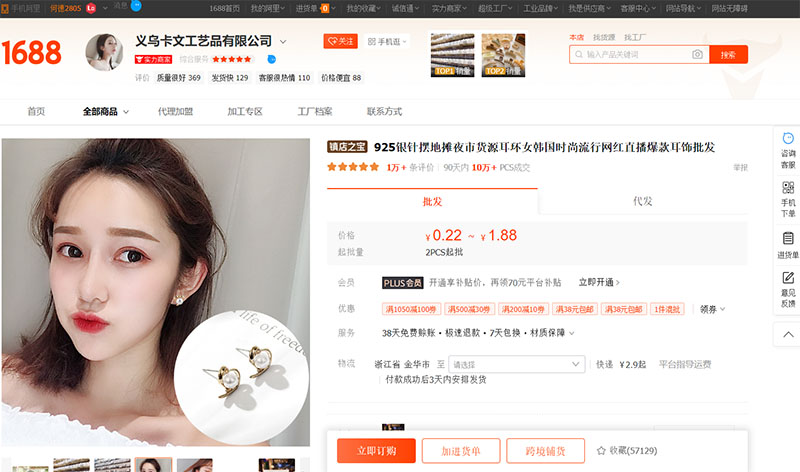 手机阿里 何德2805 L2 消息 1688首页 我的阿里 进货单 0 我的收藏 诚信通 实力商家 超级工厂 工业品牌 我是供应商 客服中心 网站导航 网站无障碍
1688
义乌卡文工艺品有限公司
关注 手机逛
实力商家 综合服务
评价 质量很好 369 发货快 129 客服很热情 110 价格便宜 88
TOP1 销量 TOP2 销量
本店 找货源 找工厂
输入产品关键词 搜索
首页 全部商品 代理加盟 加工专区 工厂档案 联系方式
life of freedom
镇店之宝 925银针摆地摊夜市货源耳环女韩国时尚流行网红直播爆款耳饰批发
1万+ 条评价 90天内 10万+ PCS成交 举报
批发 代发
价格 ¥ 0.22 ~ ¥ 1.88
起批量 2PCS起批
会员 PLUS会员 开通享补贴价，再领70元平台补贴 立即开通
优惠 满1050减100券 满500减30券 满200减10券 满38元包邮 满38元包邮 1件混批 领券
服务 38天免费赊账 • 极速退款 • 7天包换 • 材质保障
物流 浙江省 金华市 至 请选择 快递 ¥2.9起 平台指导运费
付款成功后3天内安排发货
立即订购 加进货单 跨境铺货 收藏(57129)
咨询
客服
手机
下单
进货单
意见
反馈